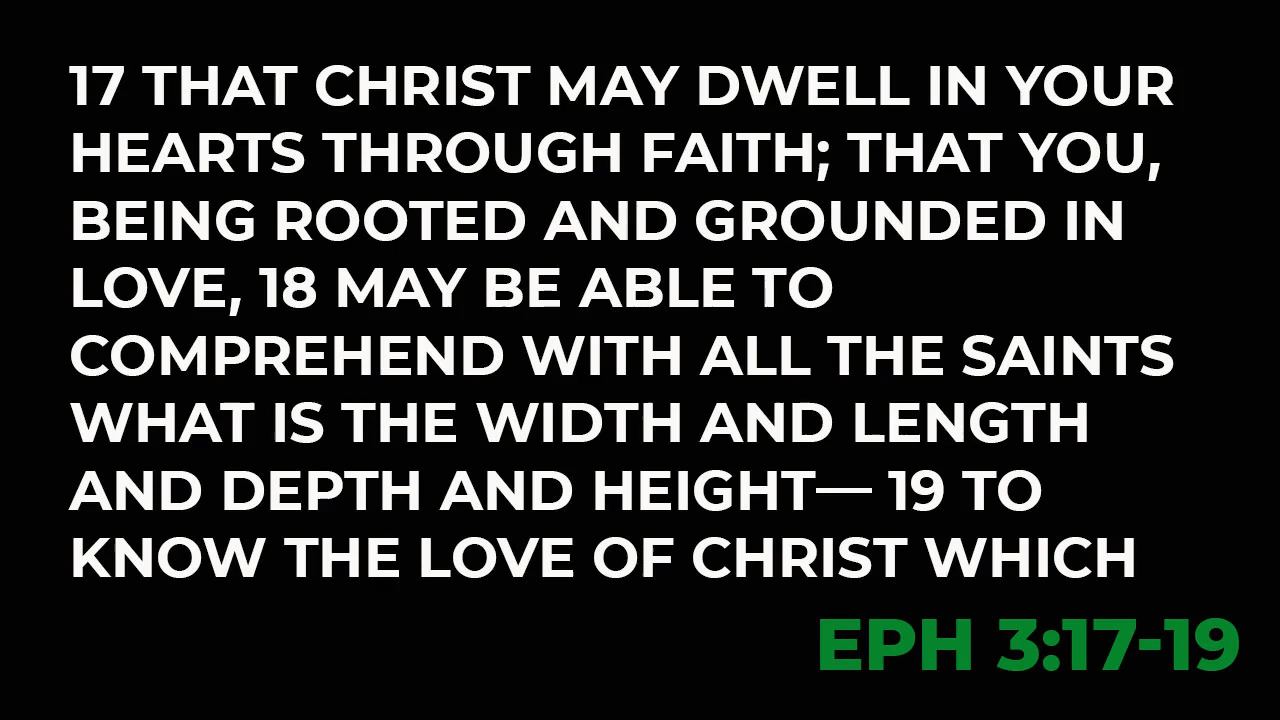 17 THAT CHRIST MAY DWELL IN YOUR
HEARTS THROUGH FAITH; THAT YOU,
BEING ROOTED AND GROUNDED IN
LOVE, 18 MAY BE ABLE TO
COMPREHEND WITH ALL THE SAINTS
WHAT IS THE WIDTH AND LENGTH
AND DEPTH AND HEIGHT— 19 TO
KNOW THE LOVE OF CHRIST WHICH
EPH 3:17-19